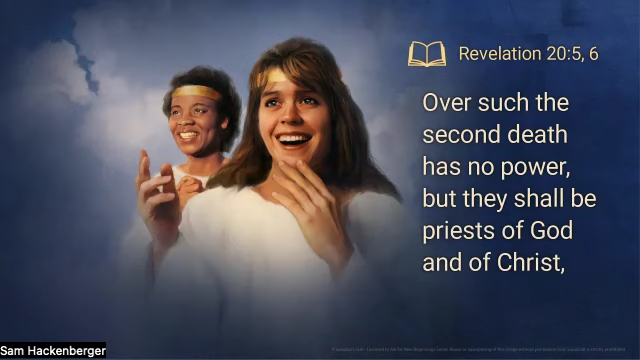 Revelation 20:5, 6
Over such the
second death
has no power,
but they shall be
priests of God
and of Christ,
Sam Hackenberger